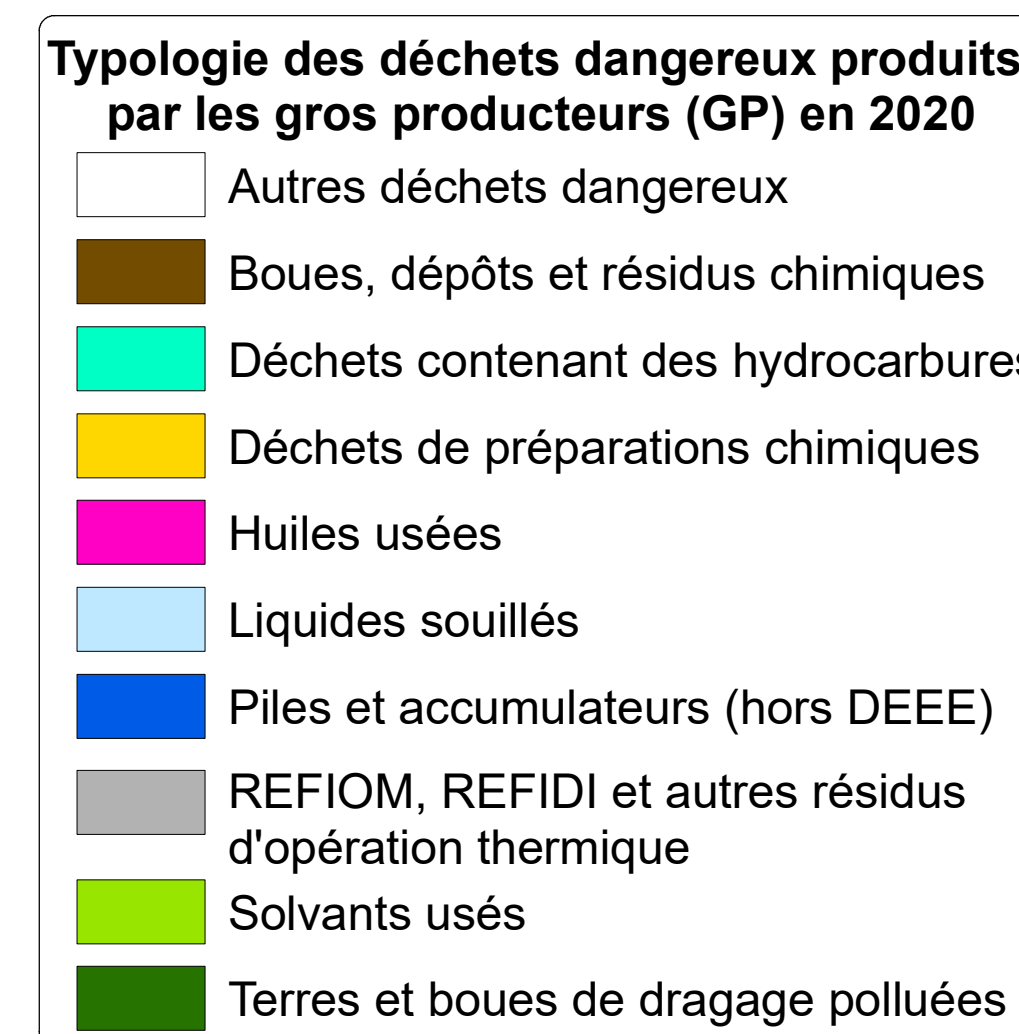 Typologie des déchets dangereux produits
par les gros producteurs (GP) en 2020
Autres déchets dangereux
Boues, dépôts et résidus chimiques
Déchets contenant des hydrocarbures
Déchets de préparations chimiques
Huiles usées
Liquides souillés
Piles et accumulateurs (hors DEEE)
REFIOM, REFIDI et autres résidus
d'opération thermique
Solvants usés
Terres et boues de dragage polluées